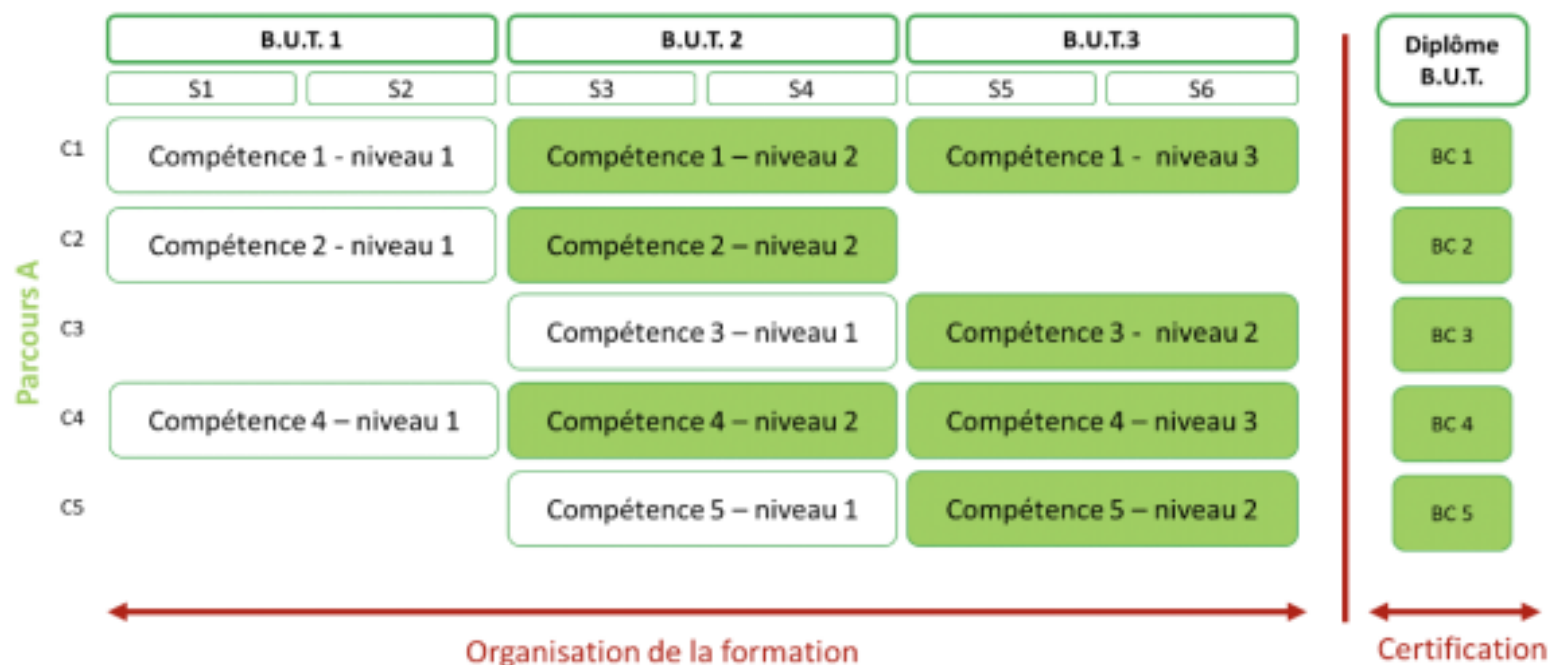 B.U.T. 1
B.U.T. 2
B.U.T.3
Diplôme
B.U.T.
S1
S2
S3
S4
S5
S6
C1
Compétence 1 - niveau 1
Compétence 1 – niveau 2
Compétence 1 - niveau 3
BC 1
C2
Compétence 2 - niveau 1
Compétence 2 – niveau 2
BC 2
Parcours A
C3
Compétence 3 – niveau 1
Compétence 3 - niveau 2
BC 3
C4
Compétence 4 – niveau 1
Compétence 4 – niveau 2
Compétence 4 – niveau 3
BC 4
C5
Compétence 5 – niveau 1
Compétence 5 – niveau 2
BC 5
Organisation de la formation
Certification